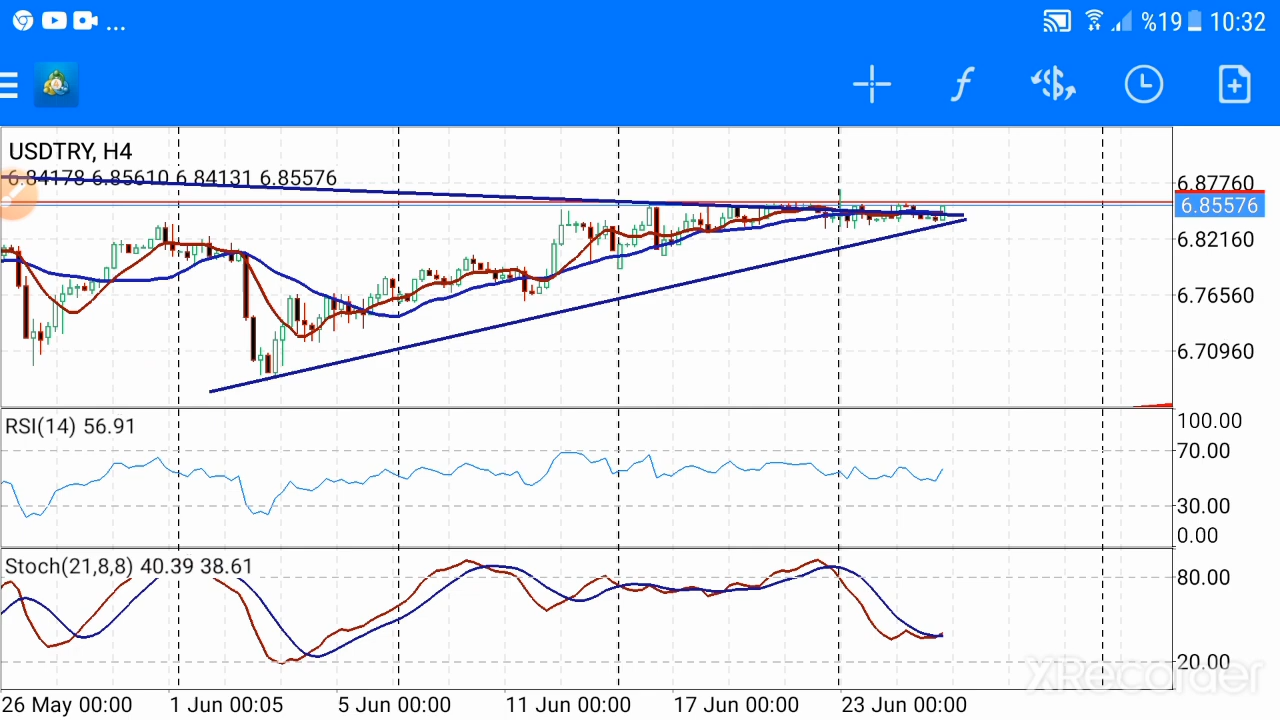 ... %19 10:32
USDTRY, H4
6.84178 6.85610 6.84131 6.85576
6.87760
6.85576
6.82160
6.76560
6.70960
RSI(14) 56.91
100.00
70.00
30.00
0.00
Stoch(21,8,8) 40.39 38.61
80.00
20.00
XRecorder
26 May 00:00 1 Jun 00:05 5 Jun 00:00 11 Jun 00:00 17 Jun 00:00 23 Jun 00:00